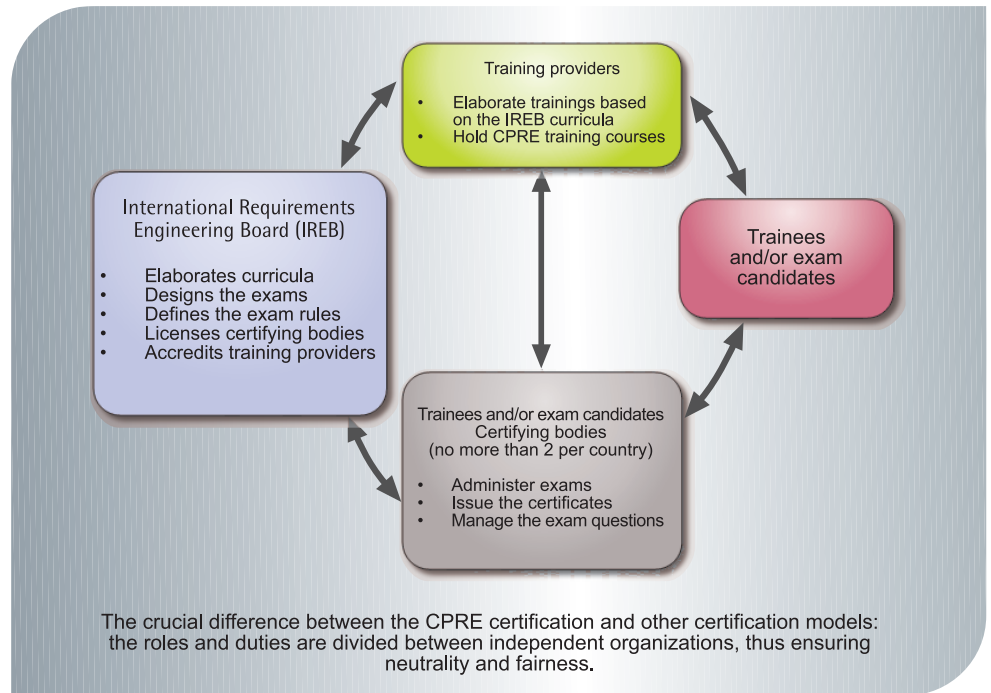 Training providers
• Elaborate trainings based
on the IREB curricula
• Hold CPRE training courses
International Requirements
Engineering Board (IREB)
• Elaborates curricula
• Designs the exams
• Defines the exam rules
• Licenses certifying bodies
• Accredits training providers
Trainees
and/or exam
candidates
Trainees and/or exam candidates
Certifying bodies
(no more than 2 per country)
• Administer exams
• Issue the certificates
• Manage the exam questions
The crucial difference between the CPRE certification and other certification models:
the roles and duties are divided between independent organizations, thus ensuring
neutrality and fairness.